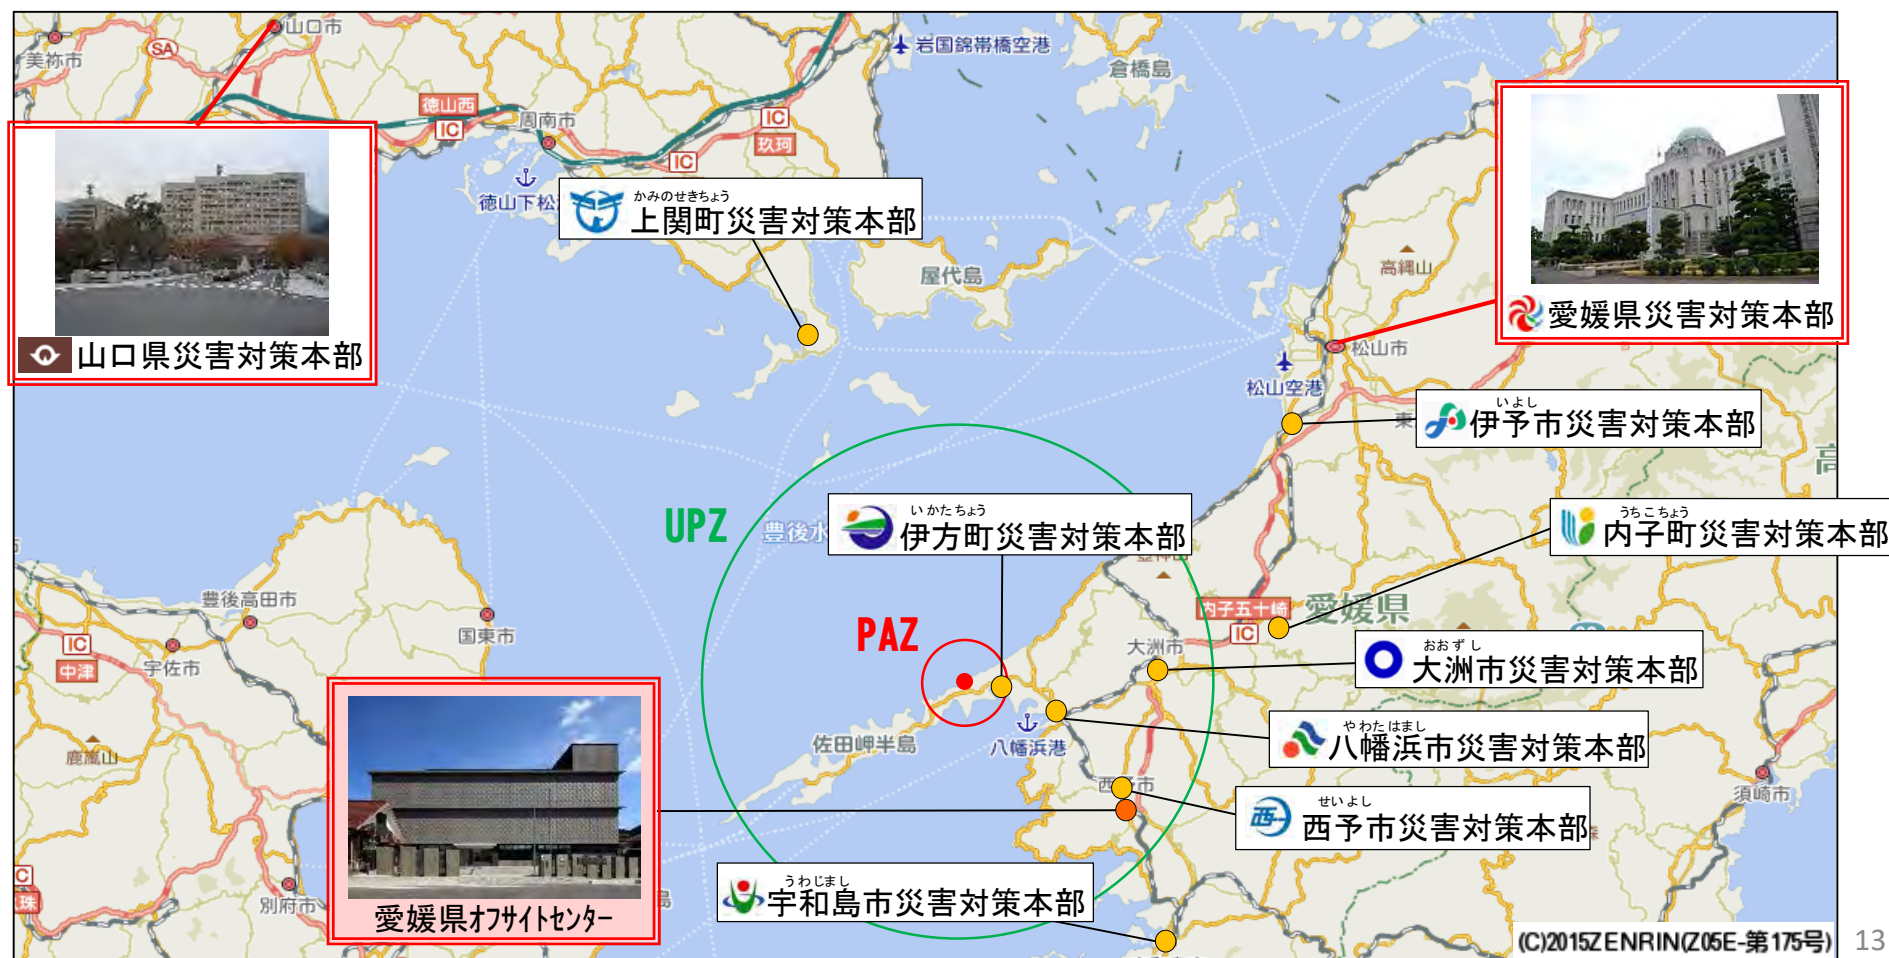 山口市
美祢市
SA
岩国錦帯橋空港
倉橋島
徳山西
IC
周南市
IC
玖珂
IC
徳山下松
かみのせきちょう
上関町災害対策本部
屋代島
高縄山
山口県災害対策本部
愛媛県災害対策本部
松山市
松山空港
東
いよし
伊予市災害対策本部
高
UPZ
豊後水
いかたちょう
伊方町災害対策本部
うちこちょう
内子町災害対策本部
豊後高田市
国東市
IC
中津
宇佐市
PAZ
内子五十崎
IC
愛媛県
大洲市
おおずし
大洲市災害対策本部
佐田岬半島
八幡浜港
やわたはまし
八幡浜市災害対策本部
西予市
須崎市
せいよし
西予市災害対策本部
森
愛媛県オフサイトセンター
うわじまし
宇和島市災害対策本部
島
別府市
(C)2015ZENRIN(Z05E-第175号)
13